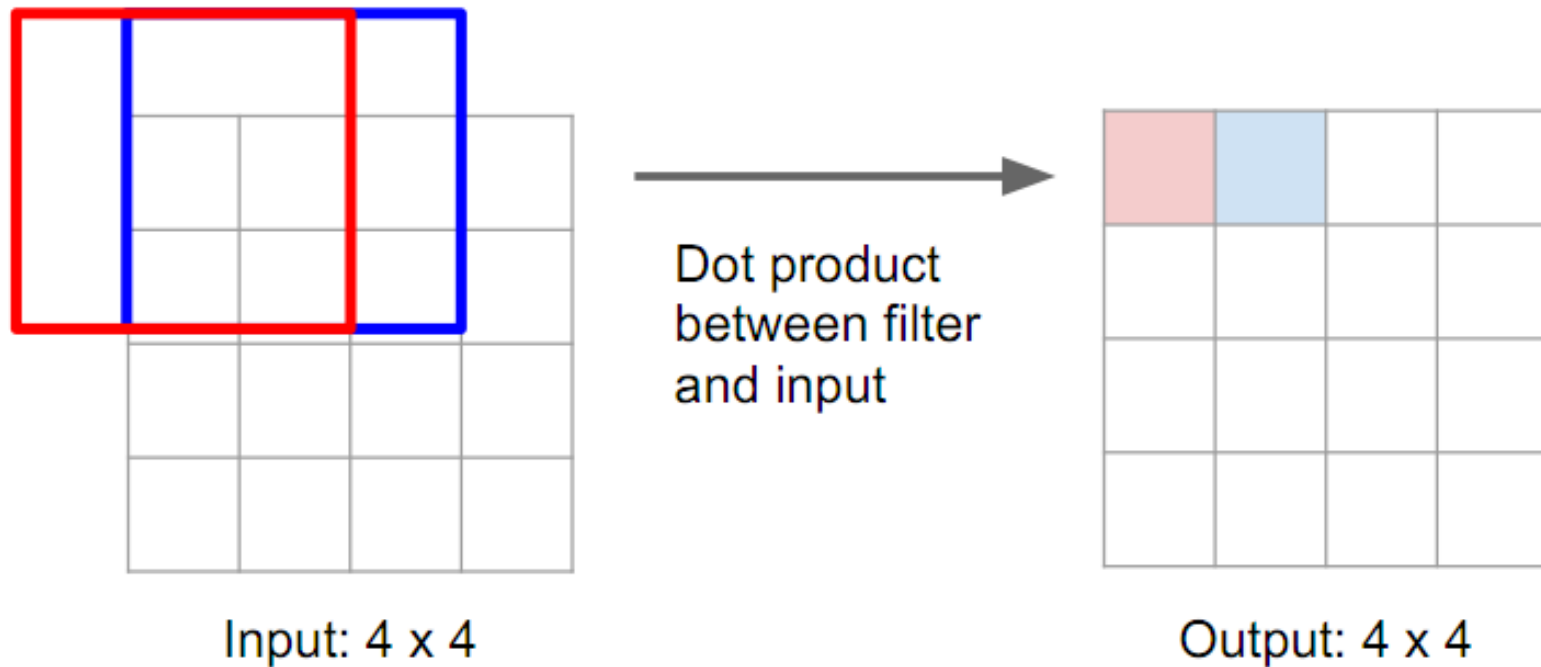 Dot product
between filter
and input
Input: 4 x 4
Output: 4 x 4